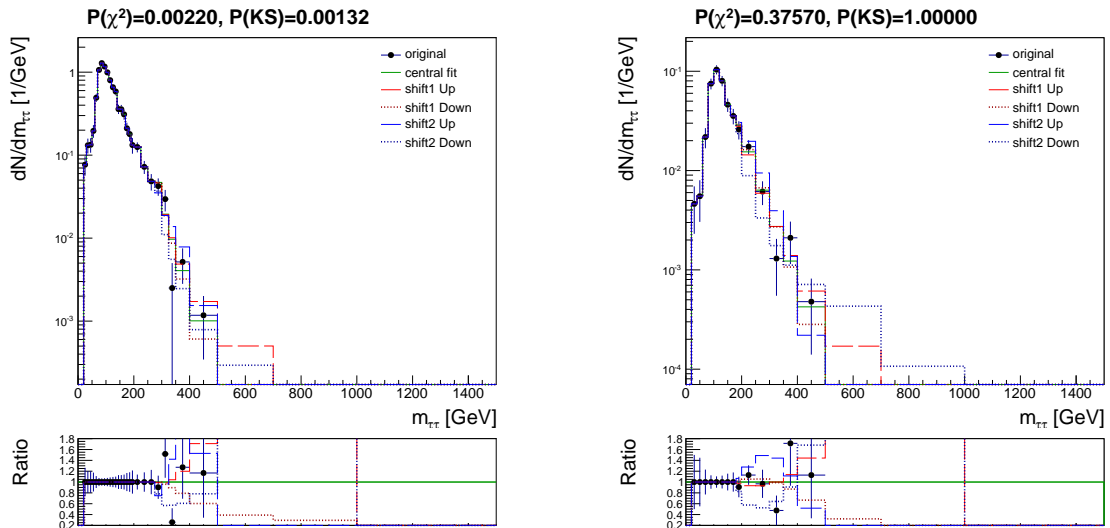 P(χ²)=0.00220, P(KS)=0.00132
dN/dm_ττ [1/GeV]
1
10⁻¹
10⁻²
10⁻³
original
central fit
shift1 Up
shift1 Down
shift2 Up
shift2 Down
0 200 400 600 800 1000 1200 1400
m_ττ [GeV]
Ratio
1.8
1.6
1.4
1.2
1
0.8
0.6
0.4
0.2
P(χ²)=0.37570, P(KS)=1.00000
dN/dm_ττ [1/GeV]
10⁻¹
10⁻²
10⁻³
10⁻⁴
original
central fit
shift1 Up
shift1 Down
shift2 Up
shift2 Down
0 200 400 600 800 1000 1200 1400
m_ττ [GeV]
Ratio
1.8
1.6
1.4
1.2
1
0.8
0.6
0.4
0.2